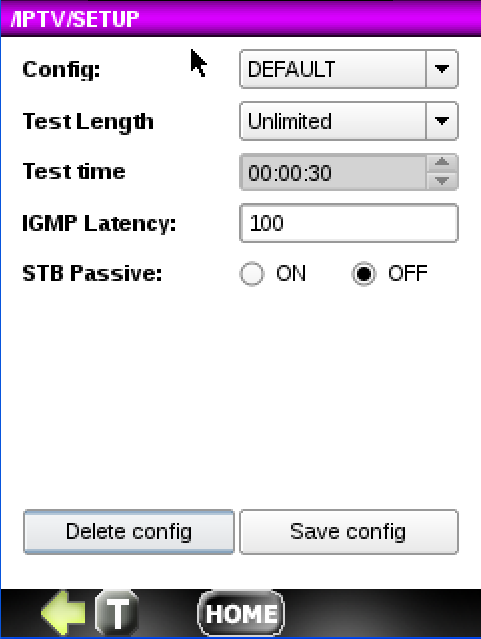 /IPTV/SETUP
Config: DEFAULT
Test Length Unlimited
Test time 00:00:30
IGMP Latency: 100
STB Passive: ON OFF
Delete config Save config
T HOME